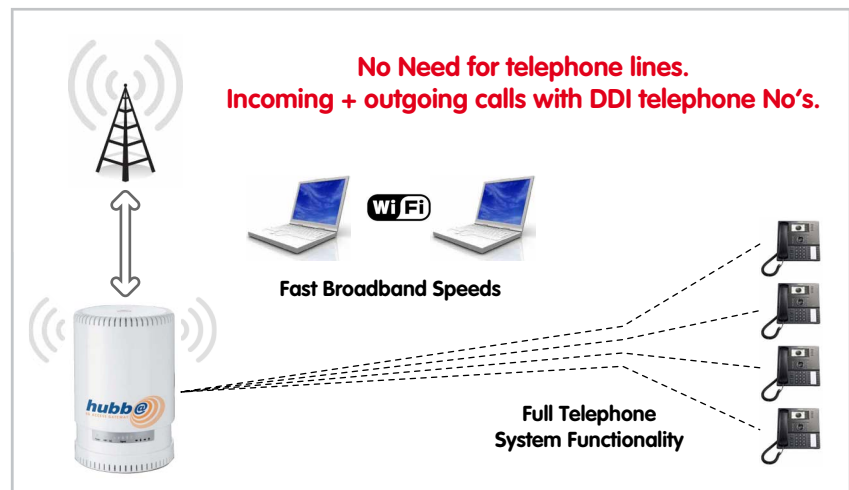 No Need for telephone lines.
Incoming + outgoing calls with DDI telephone No's.
Wi Fi
Fast Broadband Speeds
hubb@
Full Telephone
System Functionality